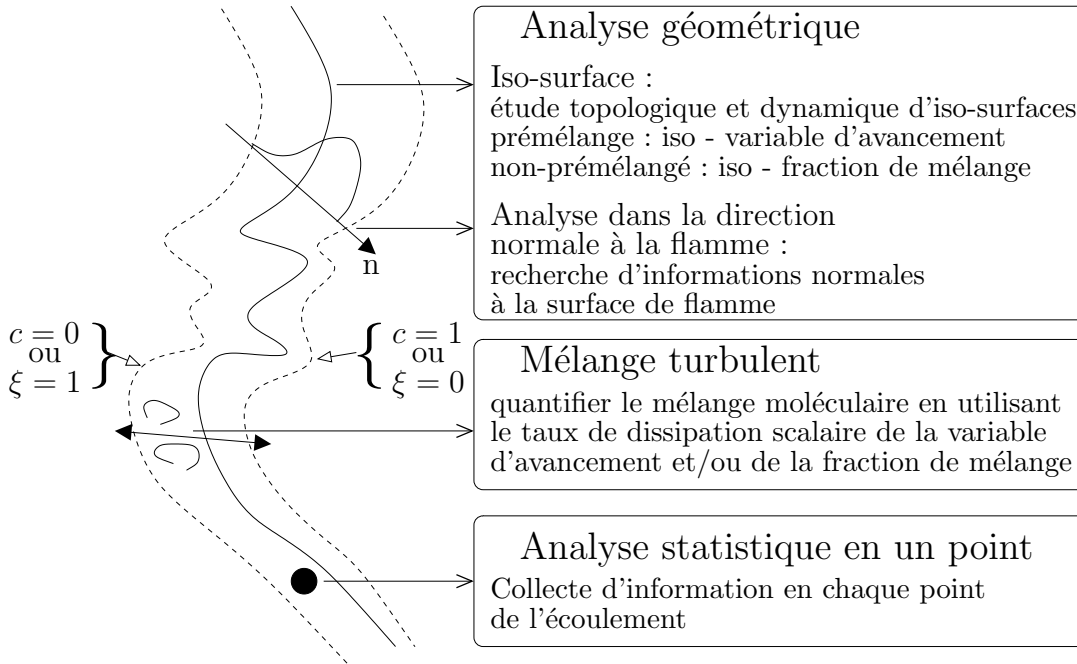 Analyse géométrique
Iso-surface :
étude topologique et dynamique d'iso-surfaces
prémélange : iso - variable d'avancement
non-prémélangé : iso - fraction de mélange
Analyse dans la direction
normale à la flamme :
recherche d'informations normales
à la surface de flamme
n
c = 0
ou
ξ = 1
c = 1
ou
ξ = 0
Mélange turbulent
quantifier le mélange moléculaire en utilisant
le taux de dissipation scalaire de la variable
d'avancement et/ou de la fraction de mélange
Analyse statistique en un point
Collecte d'information en chaque point
de l'écoulement